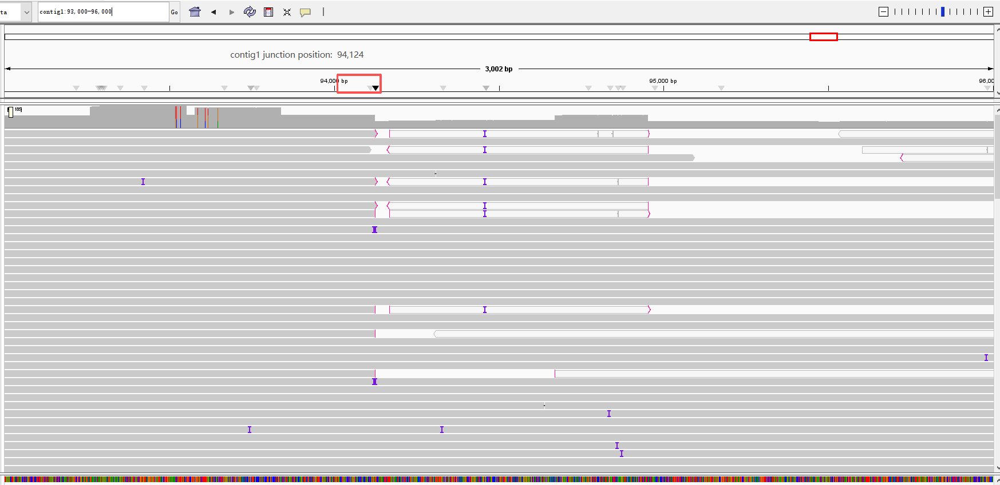 ta contig1:93,000-96,000 Go
contig1 junction position: 94,124
3,002 bp
94,000 bp 95,000 bp 96,00
185]